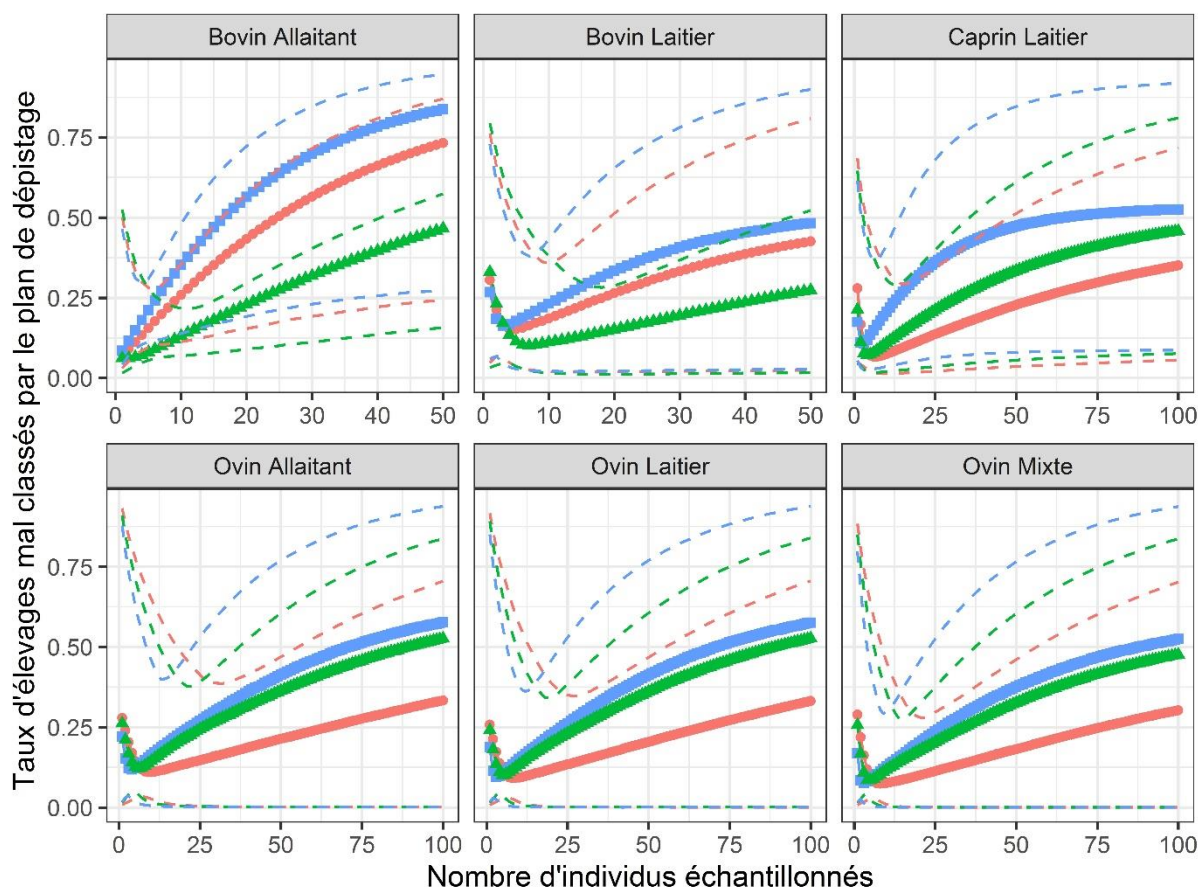 Taux d'élevages mal classés par le plan de dépistage
Bovin Allaitant
Bovin Laitier
Caprin Laitier
0.75
0.50
0.25
0.00
0 10 20 30 40 50
0 10 20 30 40 50
0 25 50 75 100
Ovin Allaitant
Ovin Laitier
Ovin Mixte
0.75
0.50
0.25
0.00
0 25 50 75 100
0 25 50 75 100
0 25 50 75 100
Nombre d'individus échantillonnés